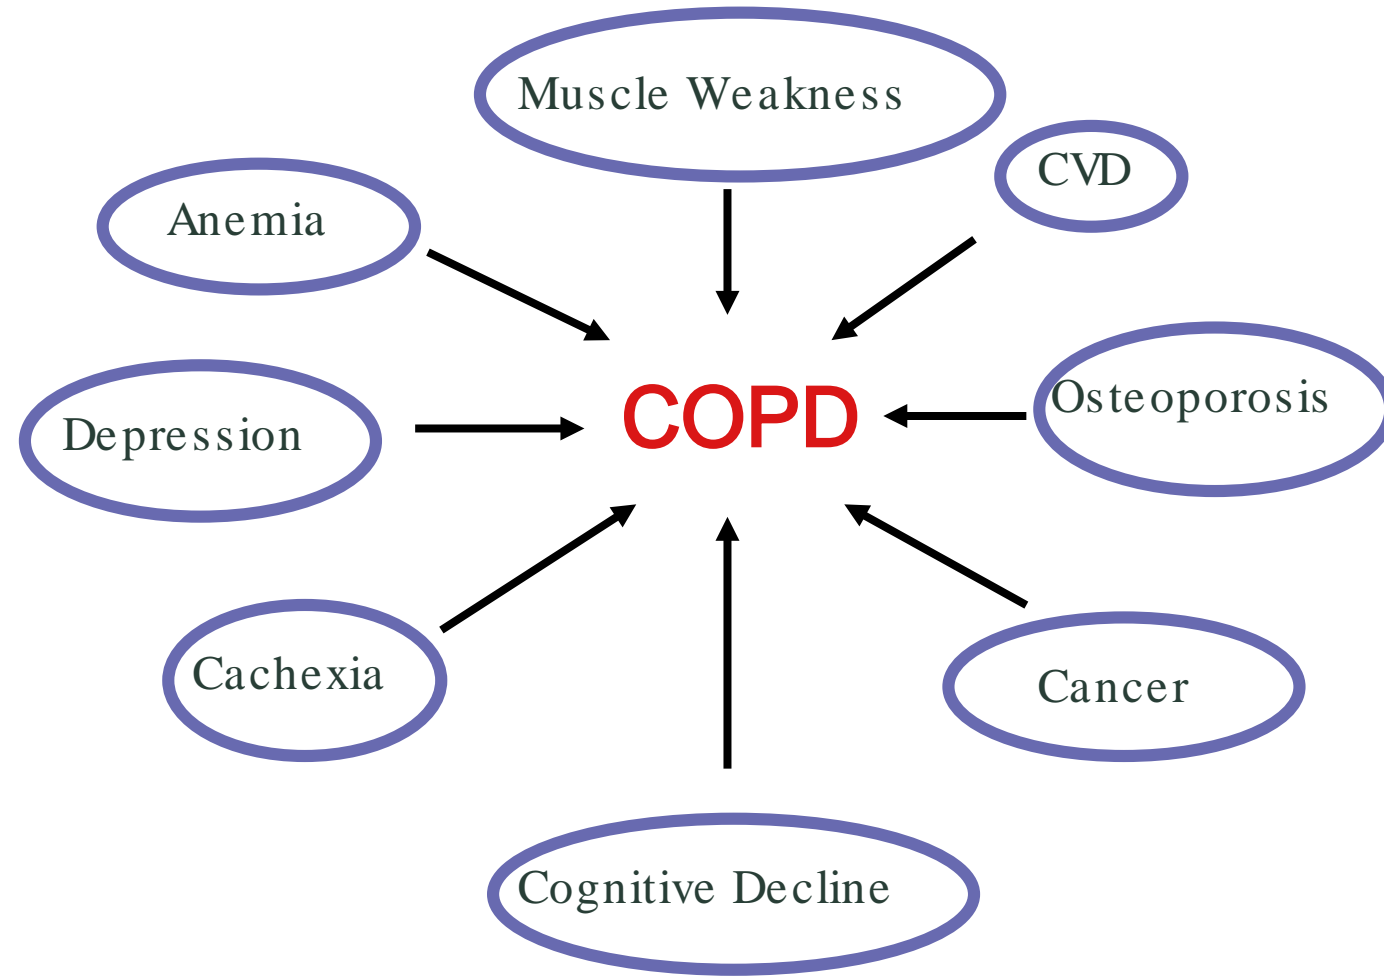 Muscle Weakness
CVD
Anemia
Osteoporosis
COPD
Depression
Cachexia
Cancer
Cognitive Decline